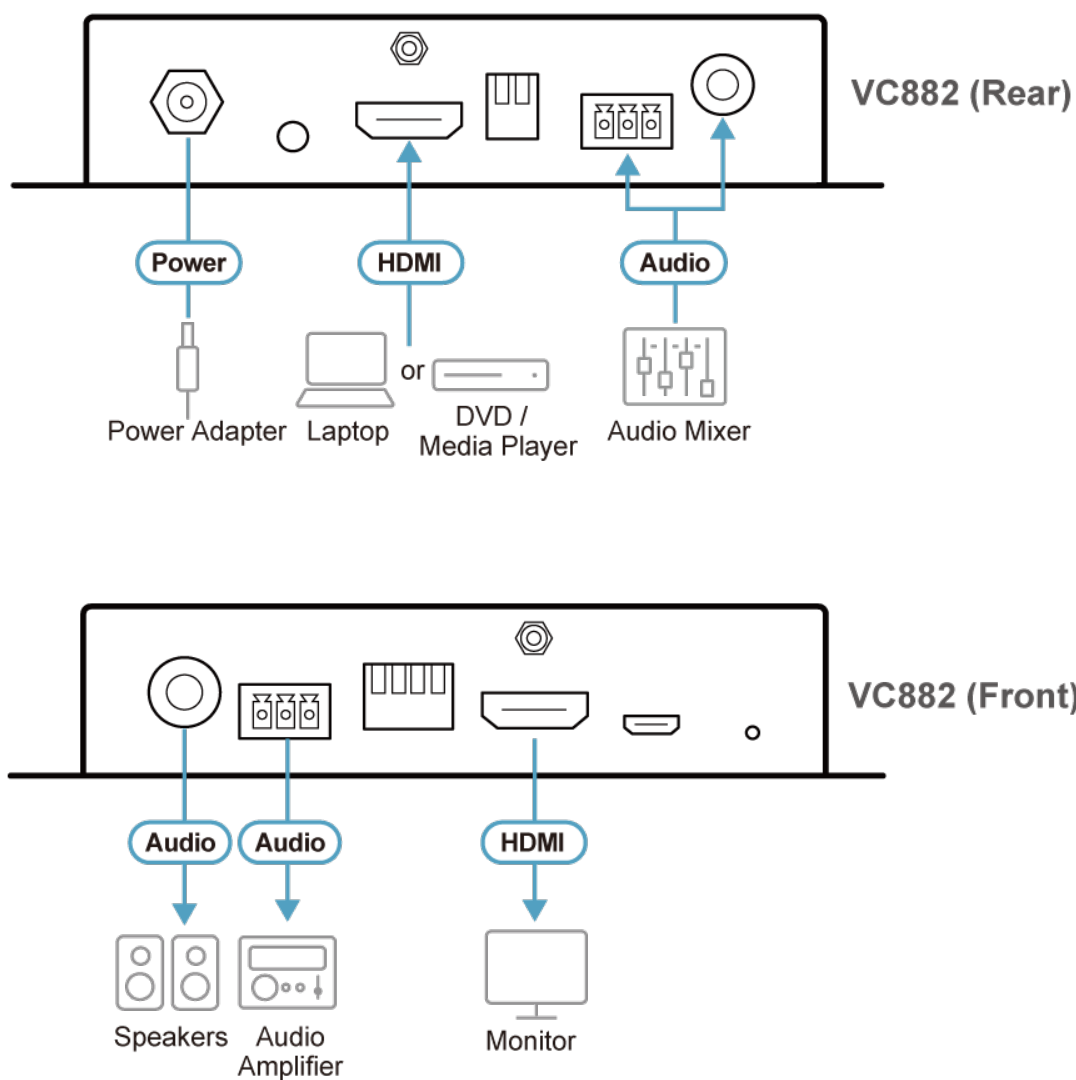 VC882 (Rear)
Power
HDMI
Audio
or
Power Adapter
Laptop
DVD /
Media Player
Audio Mixer
VC882 (Front)
Audio
Audio
HDMI
Speakers
Audio
Amplifier
Monitor